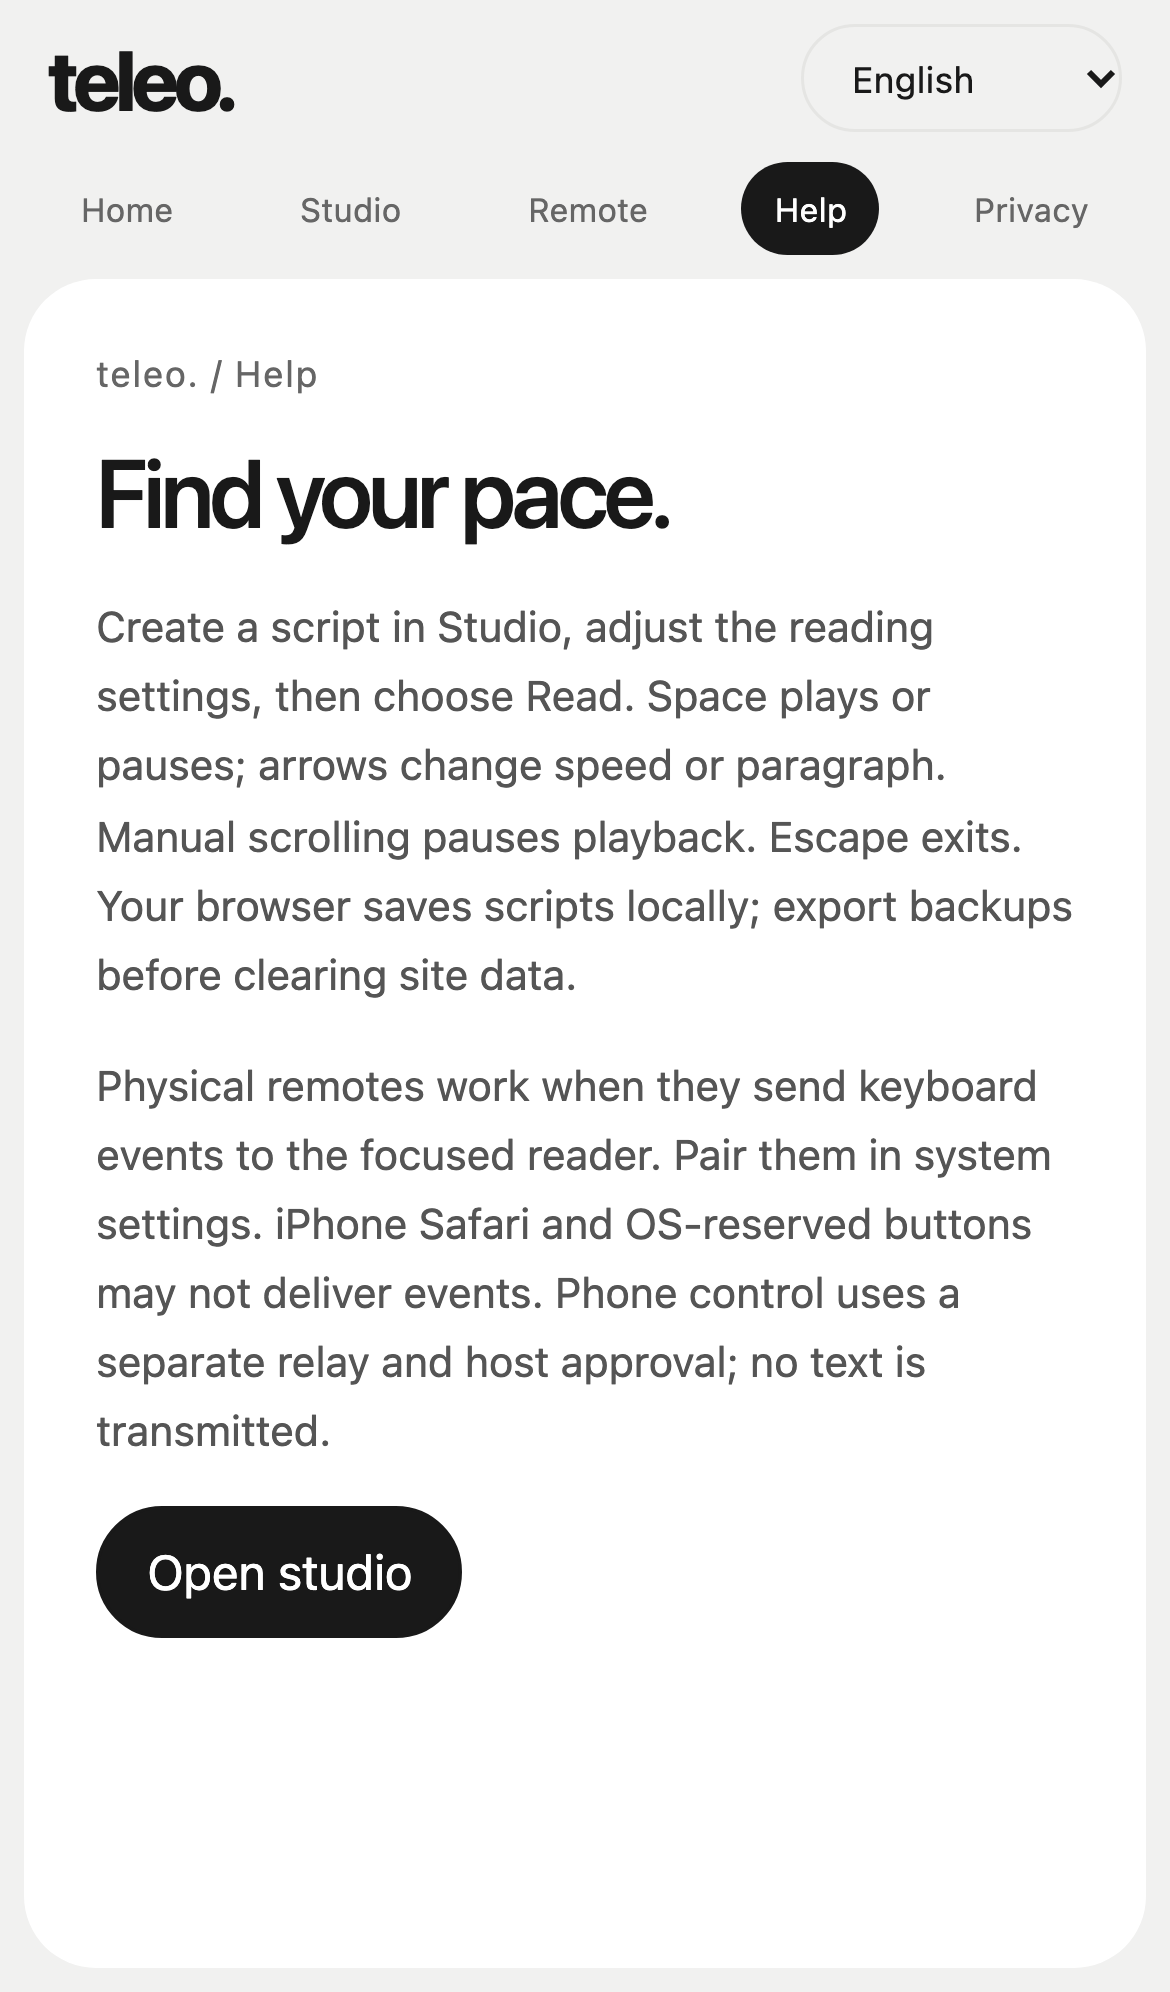 teleo.
English
Home Studio Remote Help Privacy
teleo. / Help
Find your pace.
Create a script in Studio, adjust the reading
settings, then choose Read. Space plays or
pauses; arrows change speed or paragraph.
Manual scrolling pauses playback. Escape exits.
Your browser saves scripts locally; export backups
before clearing site data.
Physical remotes work when they send keyboard
events to the focused reader. Pair them in system
settings. iPhone Safari and OS-reserved buttons
may not deliver events. Phone control uses a
separate relay and host approval; no text is
transmitted.
Open studio